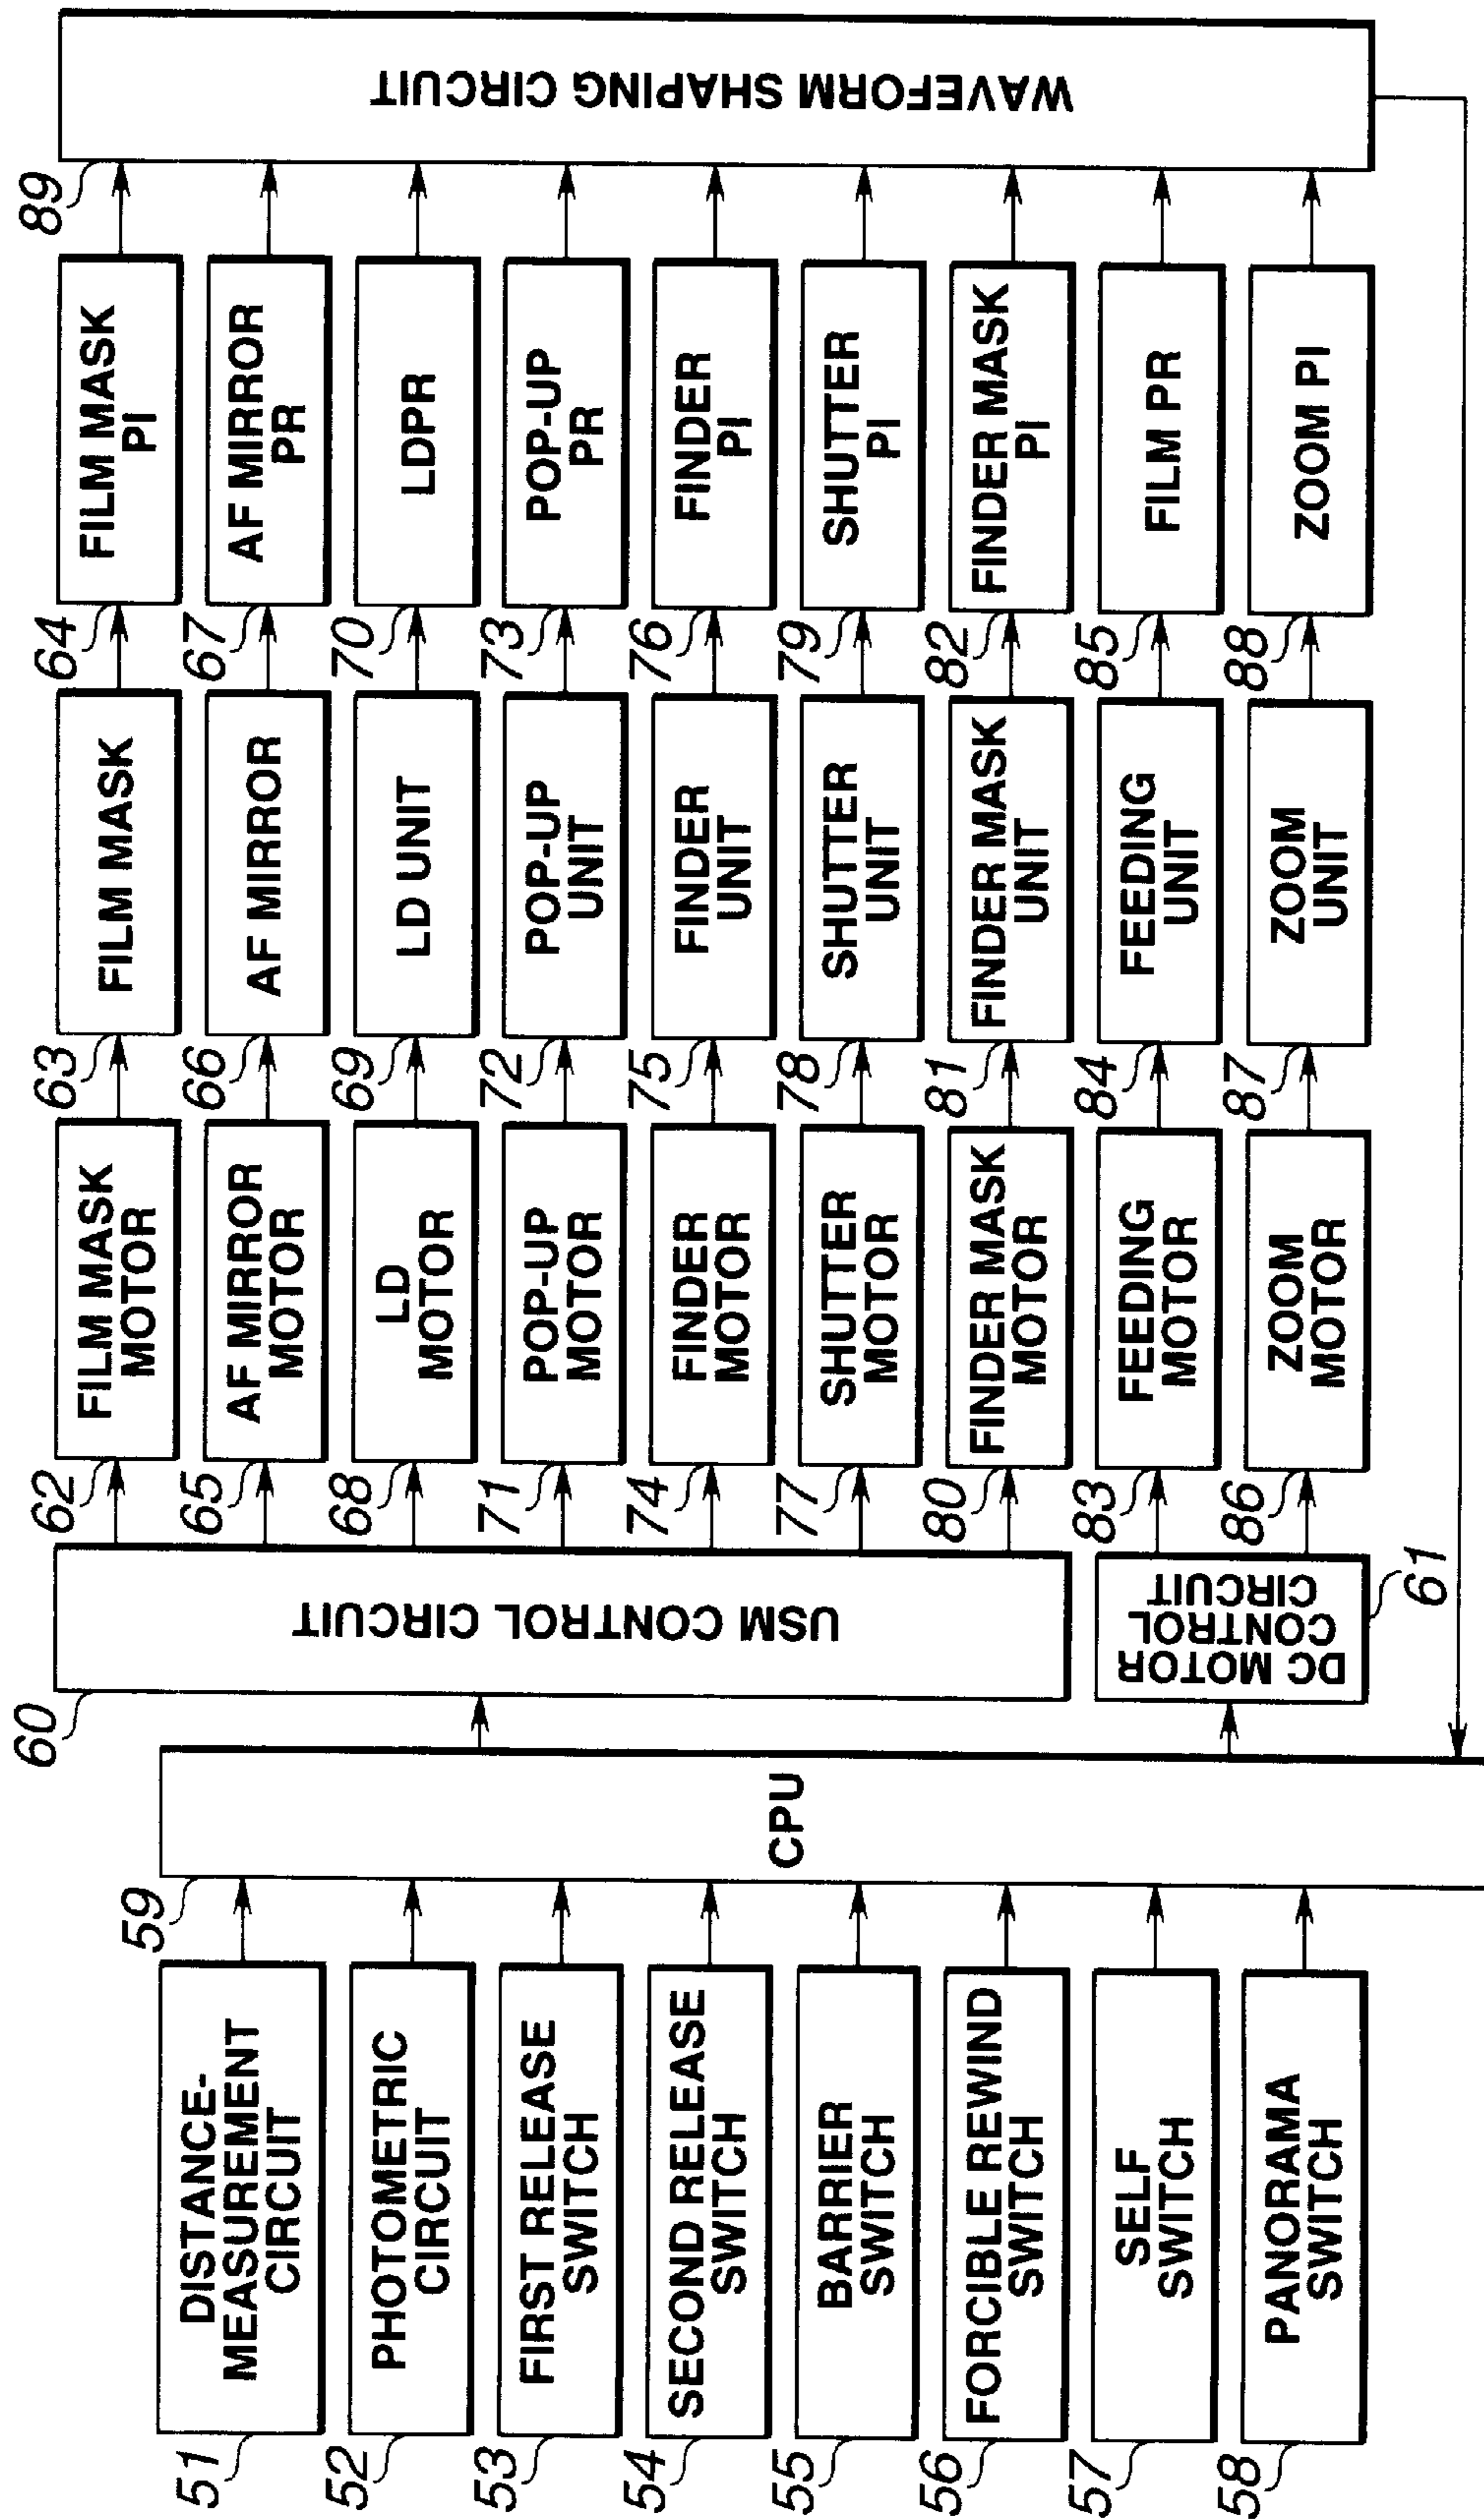 51
DISTANCE-
MEASUREMENT
CIRCUIT
52
PHOTOMETRIC
CIRCUIT
53
FIRST RELEASE
SWITCH
54
SECOND RELEASE
SWITCH
55
BARRIER
SWITCH
56
FORCIBLE REWIND
SWITCH
57
SELF
SWITCH
58
PANORAMA
SWITCH
59
CPU
60
USM CONTROL CIRCUIT
61
DC MOTOR
CONTROL
CIRCUIT
62
FILM MASK
MOTOR
63
FILM MASK
64
FILM MASK
PI
65
AF MIRROR
MOTOR
66
AF MIRROR
67
AF MIRROR
PR
68
LD
MOTOR
69
LD UNIT
70
LDPR
71
POP-UP
MOTOR
72
POP-UP
UNIT
73
POP-UP
PR
74
FINDER
MOTOR
75
FINDER
UNIT
76
FINDER
PI
77
SHUTTER
MOTOR
78
SHUTTER
UNIT
79
SHUTTER
PI
80
FINDER MASK
MOTOR
81
FINDER MASK
UNIT
82
FINDER MASK
PI
83
FEEDING
MOTOR
84
FEEDING
UNIT
85
FILM PR
86
ZOOM
MOTOR
87
ZOOM
UNIT
88
ZOOM PI
89
WAVEFORM SHAPING CIRCUIT